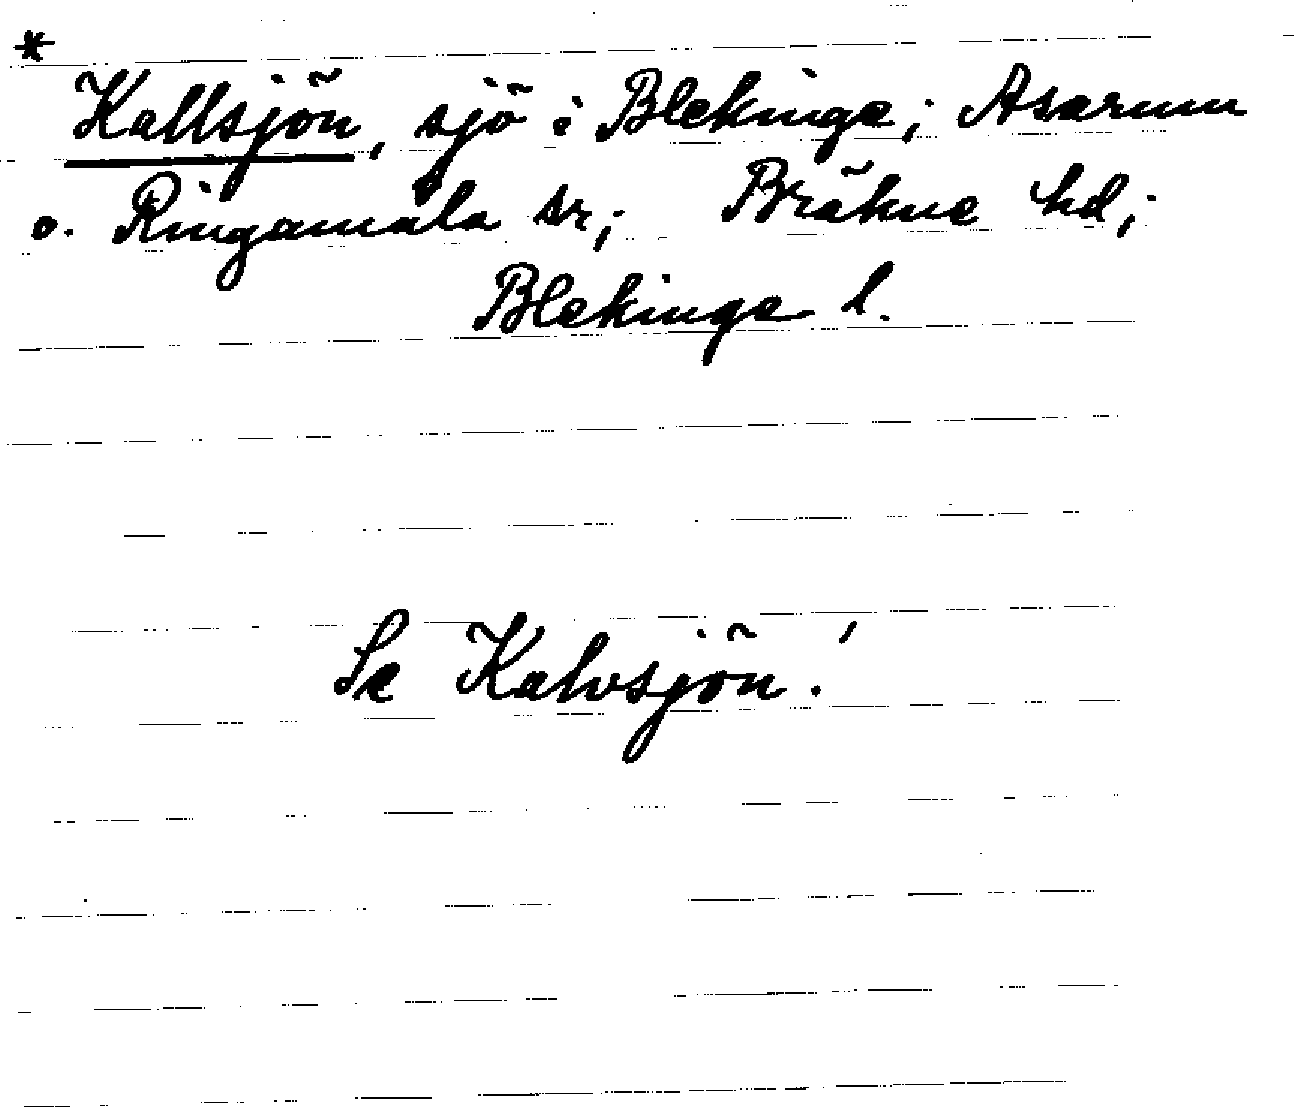 *
Kallsjön, sjö i Blekinge; Asarum
o. Ringamåla sr; Bräkne hd;
Blekinge l.
Se Kalvsjön!